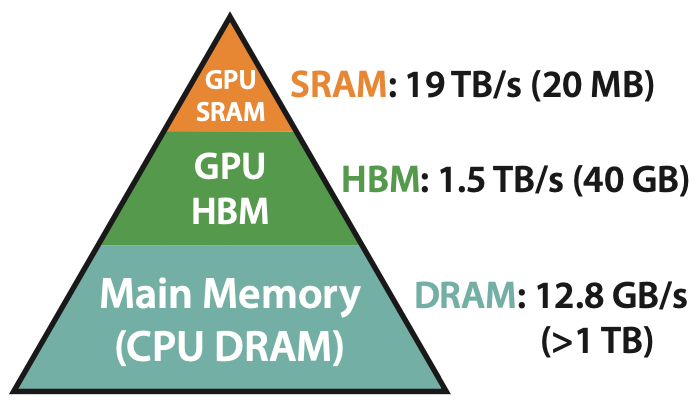 GPU
SRAM
SRAM: 19 TB/s (20 MB)
GPU
HBM
HBM: 1.5 TB/s (40 GB)
Main Memory
(CPU DRAM)
DRAM: 12.8 GB/s
(>1 TB)